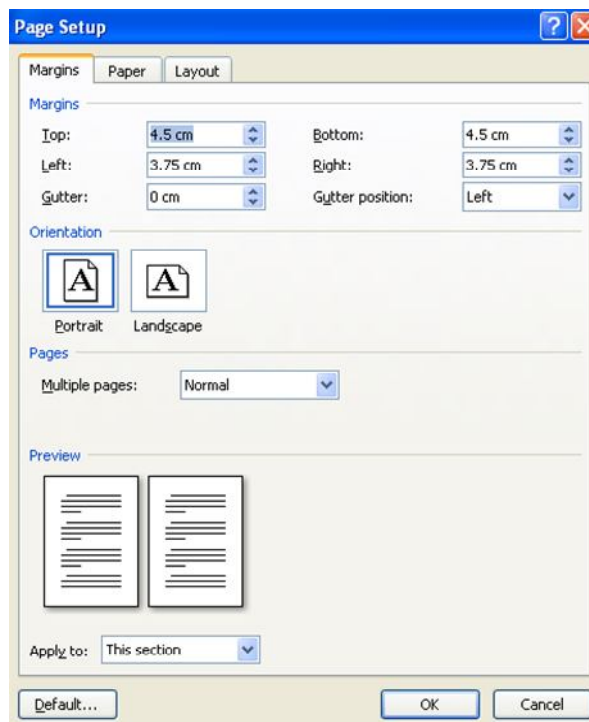 Page Setup
Margins Paper Layout
Margins
Top: 4.5 cm Bottom: 4.5 cm
Left: 3.75 cm Right: 3.75 cm
Gutter: 0 cm Gutter position: Left
Orientation
A A
Portrait Landscape
Pages
Multiple pages: Normal
Preview
Apply to: This section
Default... OK Cancel